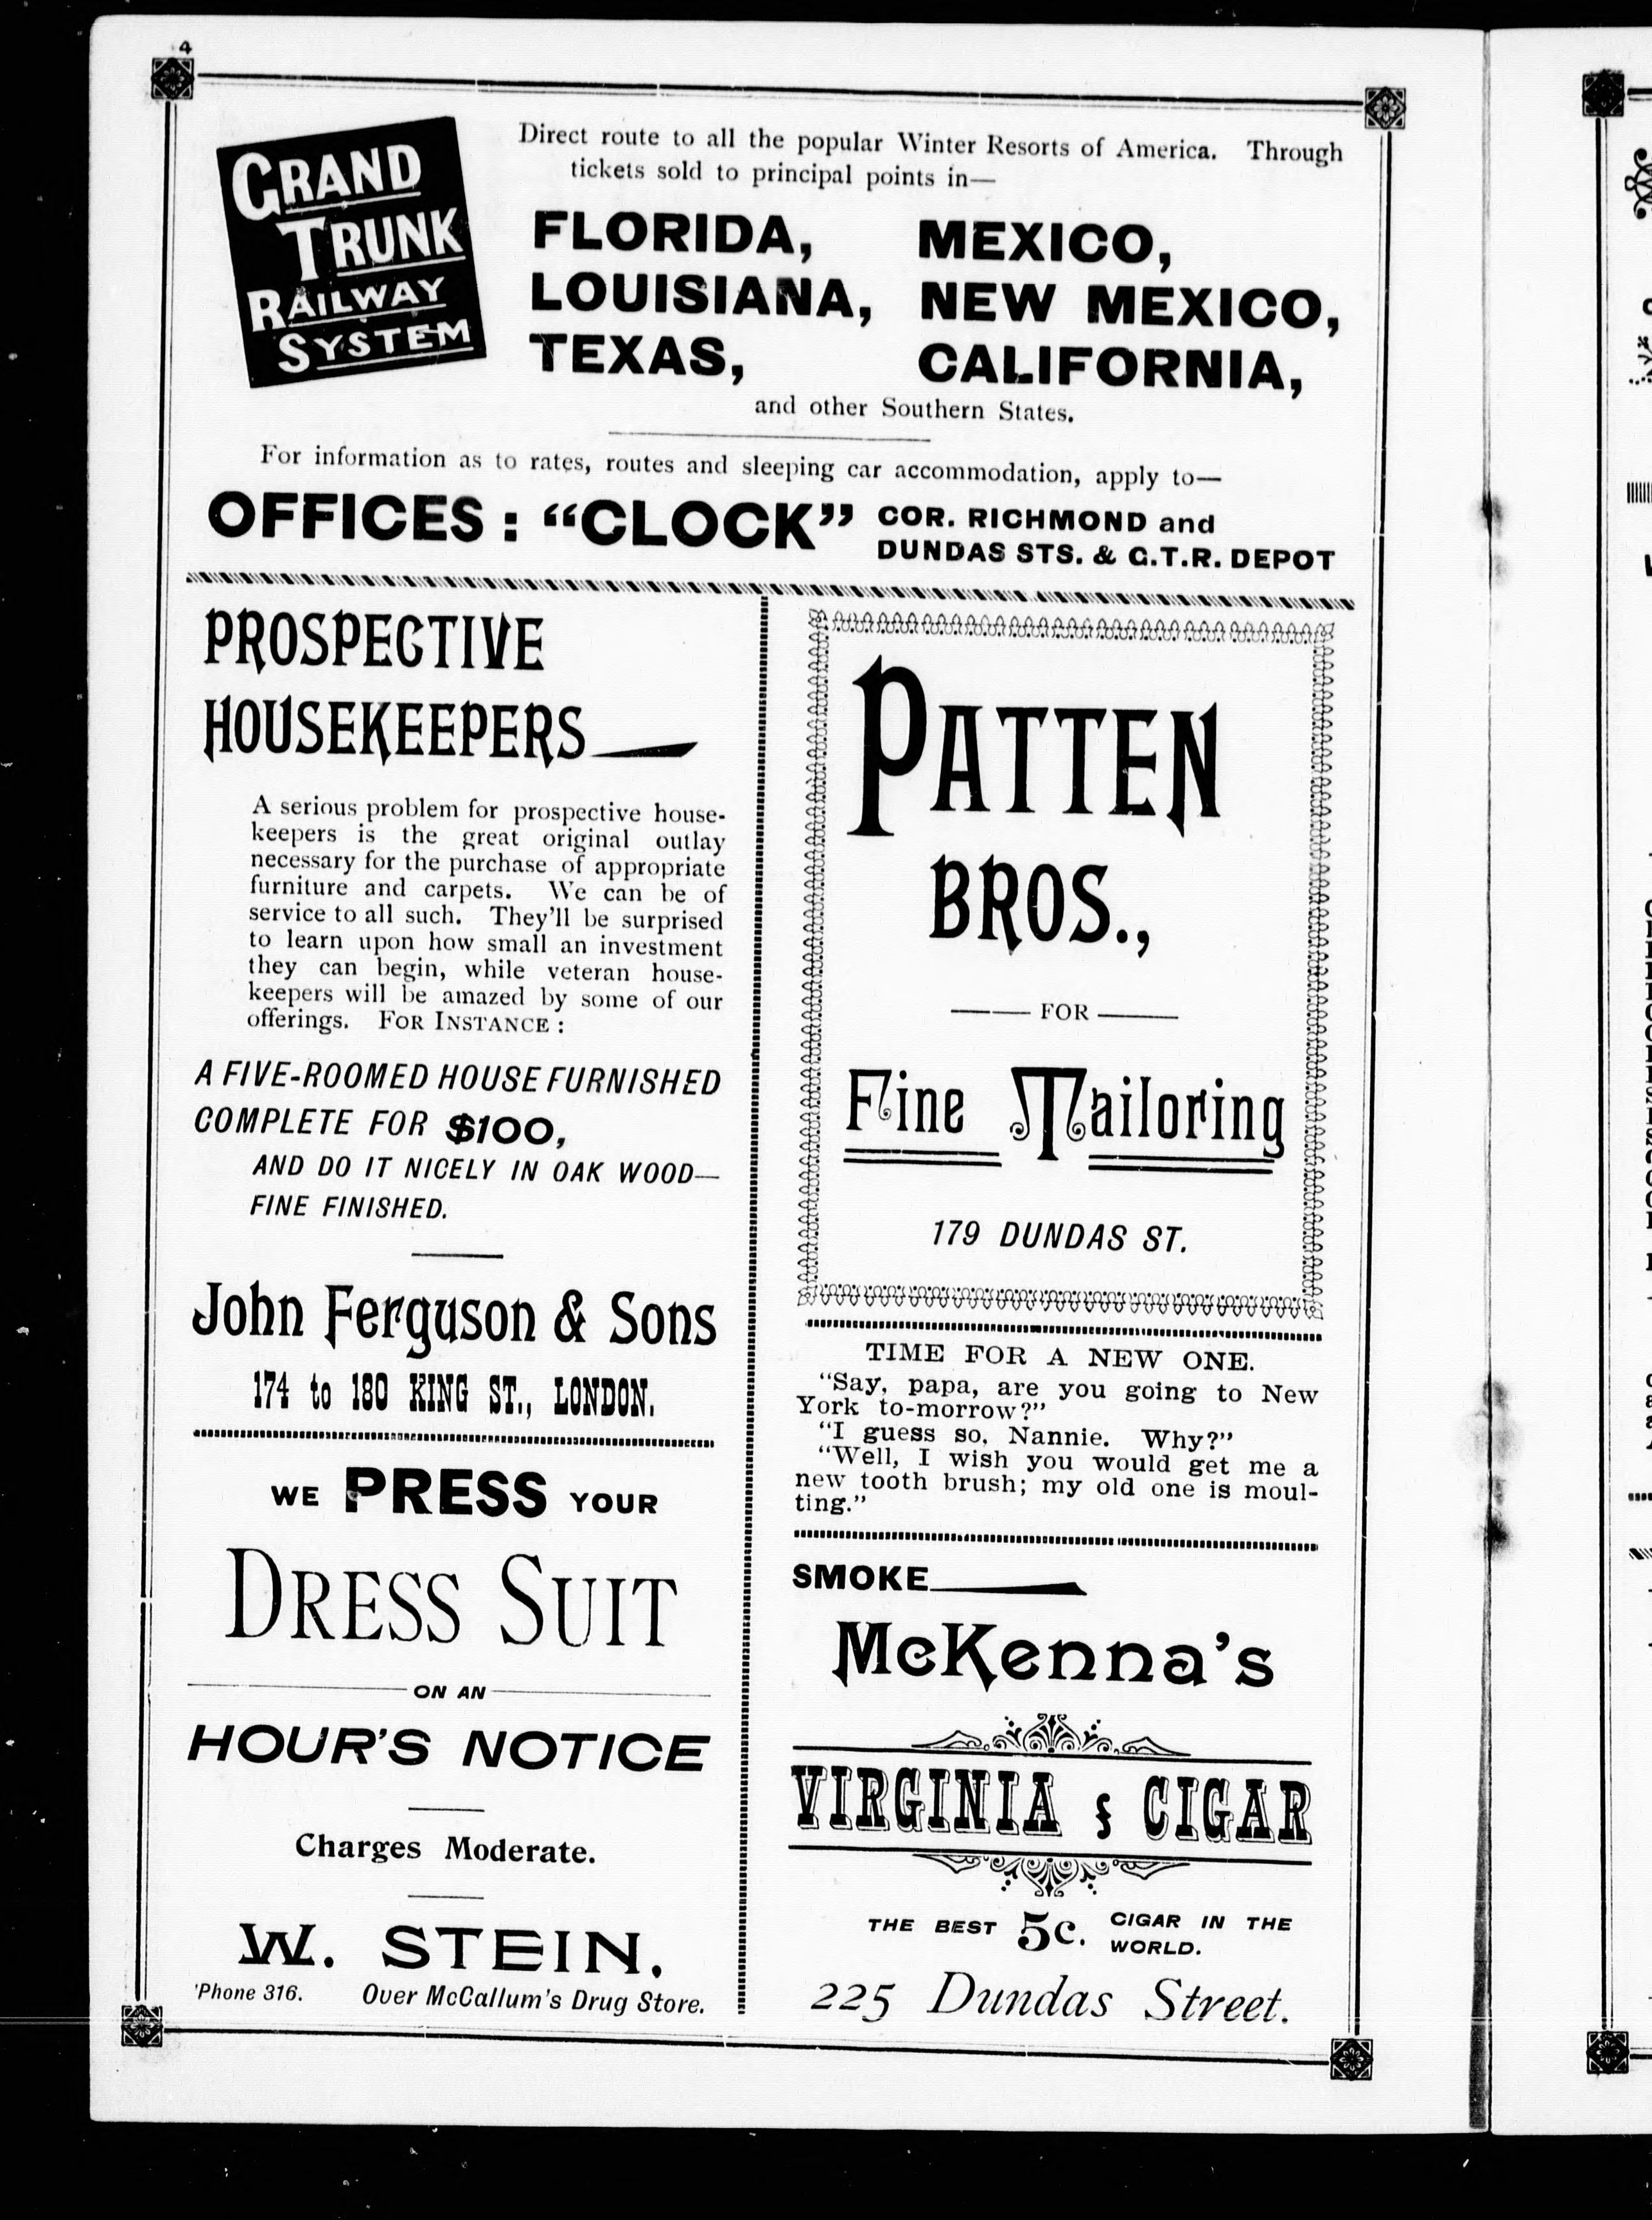 4
GRAND
TRUNK
RAILWAY
SYSTEM
Direct route to all the popular Winter Resorts of America. Through
tickets sold to principal points in—
FLORIDA, MEXICO,
LOUISIANA, NEW MEXICO,
TEXAS, CALIFORNIA,
and other Southern States.
For information as to rates, routes and sleeping car accommodation, apply to—
OFFICES : "CLOCK" COR. RICHMOND and
DUNDAS STS. & G.T.R. DEPOT
PROSPECTIVE
HOUSEKEEPERS
A serious problem for prospective house-
keepers is the great original outlay
necessary for the purchase of appropriate
furniture and carpets. We can be of
service to all such. They'll be surprised
to learn upon how small an investment
they can begin, while veteran house-
keepers will be amazed by some of our
offerings. FOR INSTANCE :
A FIVE-ROOMED HOUSE FURNISHED
COMPLETE FOR $100,
AND DO IT NICELY IN OAK WOOD—
FINE FINISHED.
John Ferguson & Sons
174 to 180 KING ST., LONDON.
WE PRESS YOUR
DRESS SUIT
ON AN
HOUR'S NOTICE
Charges Moderate.
W. STEIN.
'Phone 316. Over McCallum's Drug Store.
PATTEN
BROS.,
FOR
Fine Tailoring
179 DUNDAS ST.
TIME FOR A NEW ONE.
"Say, papa, are you going to New
York to-morrow?"
"I guess so, Nannie. Why?"
"Well, I wish you would get me a
new tooth brush; my old one is moul-
ting."
SMOKE
McKenna's
VIRGINIA CIGAR
THE BEST 5c. CIGAR IN THE
WORLD.
225 Dundas Street.